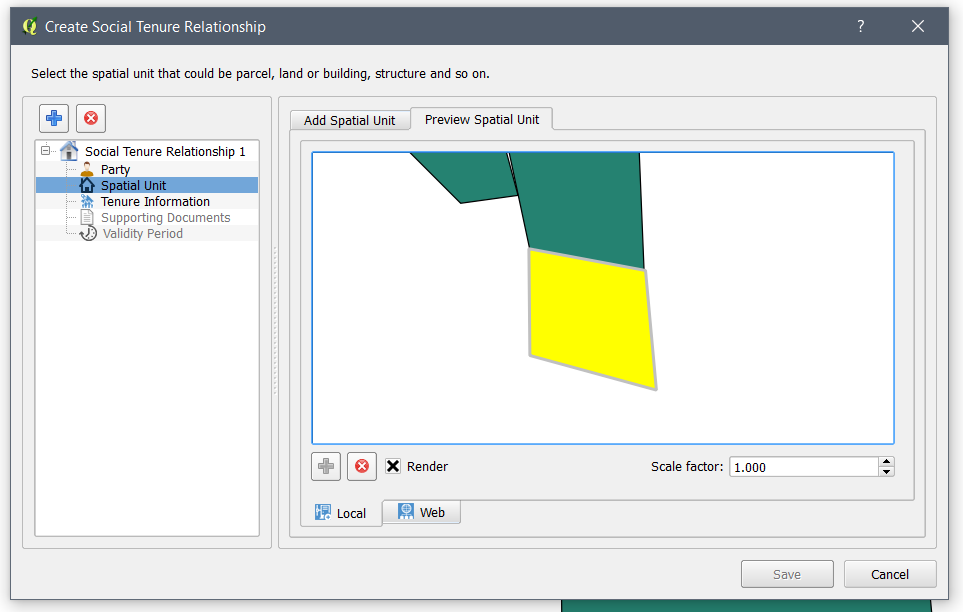 Create Social Tenure Relationship
?
Select the spatial unit that could be parcel, land or building, structure and so on.
Social Tenure Relationship 1
Party
Spatial Unit
Tenure Information
Supporting Documents
Validity Period
Add Spatial Unit
Preview Spatial Unit
Render
Scale factor: 1.000
Local
Web
Save
Cancel